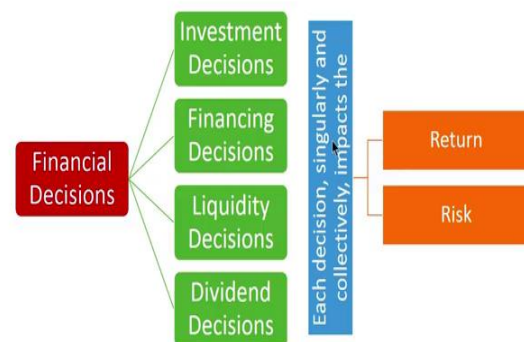 Financial
Decisions
Investment
Decisions
Financing
Decisions
Liquidity
Decisions
Dividend
Decisions
Each decision, singularly and
collectively, impacts the
Return
Risk